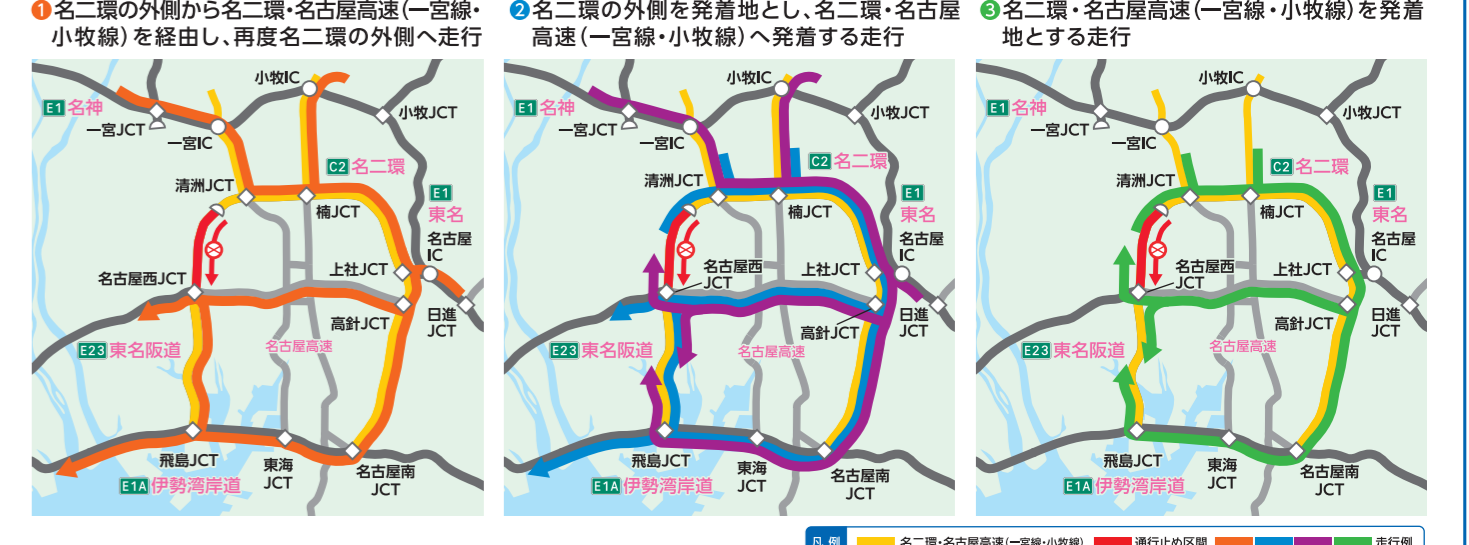 ❶名二環の外側から名二環・名古屋高速(一宮線・
小牧線)を経由し、再度名二環の外側へ走行
小牧IC
E1 名神
小牧JCT
一宮JCT
一宮IC
C2 名二環
清洲JCT
E1
東名
楠JCT
名古屋
IC
上社JCT
名古屋西JCT
日進
JCT
高針JCT
E23 東名阪道
名古屋高速
飛島JCT
東海
JCT
名古屋南
JCT
E1A 伊勢湾岸道
❷名二環の外側を発着地とし、名二環・名古屋
高速(一宮線・小牧線)へ発着する走行
小牧IC
E1 名神
小牧JCT
一宮JCT
一宮IC
C2 名二環
清洲JCT
E1
東名
楠JCT
名古屋
IC
名古屋西
JCT
上社JCT
日進
JCT
高針JCT
E23 東名阪道
名古屋高速
飛島JCT
東海
JCT
名古屋南
JCT
E1A 伊勢湾岸道
❸名二環・名古屋高速(一宮線・小牧線)を発着
地とする走行
小牧IC
E1 名神
小牧JCT
一宮JCT
一宮IC
C2 名二環
清洲JCT
E1
東名
楠JCT
名古屋
IC
名古屋西
JCT
上社JCT
日進
JCT
高針JCT
E23 東名阪道
名古屋高速
飛島JCT
東海
JCT
名古屋南
JCT
E1A 伊勢湾岸道
凡例 名二環・名古屋高速(一宮線・小牧線) 通行止め区間 走行例